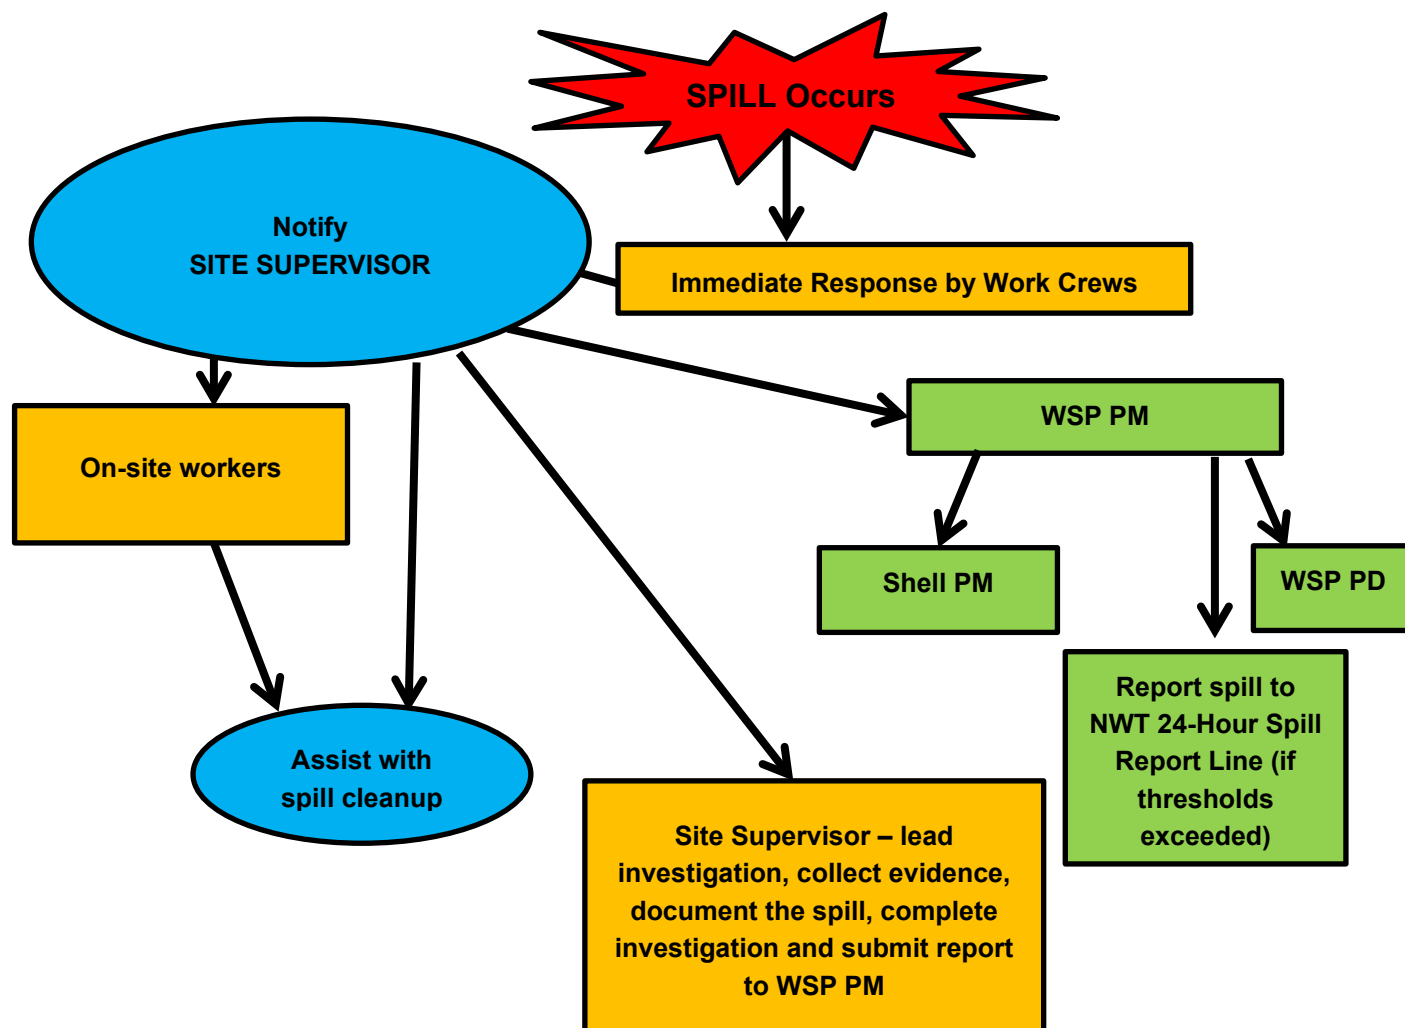 SPILL Occurs
Notify
SITE SUPERVISOR
Immediate Response by Work Crews
WSP PM
On-site workers
Shell PM
WSP PD
Report spill to
NWT 24-Hour Spill
Report Line (if
thresholds
exceeded)
Assist with
spill cleanup
Site Supervisor – lead
investigation, collect evidence,
document the spill, complete
investigation and submit report
to WSP PM